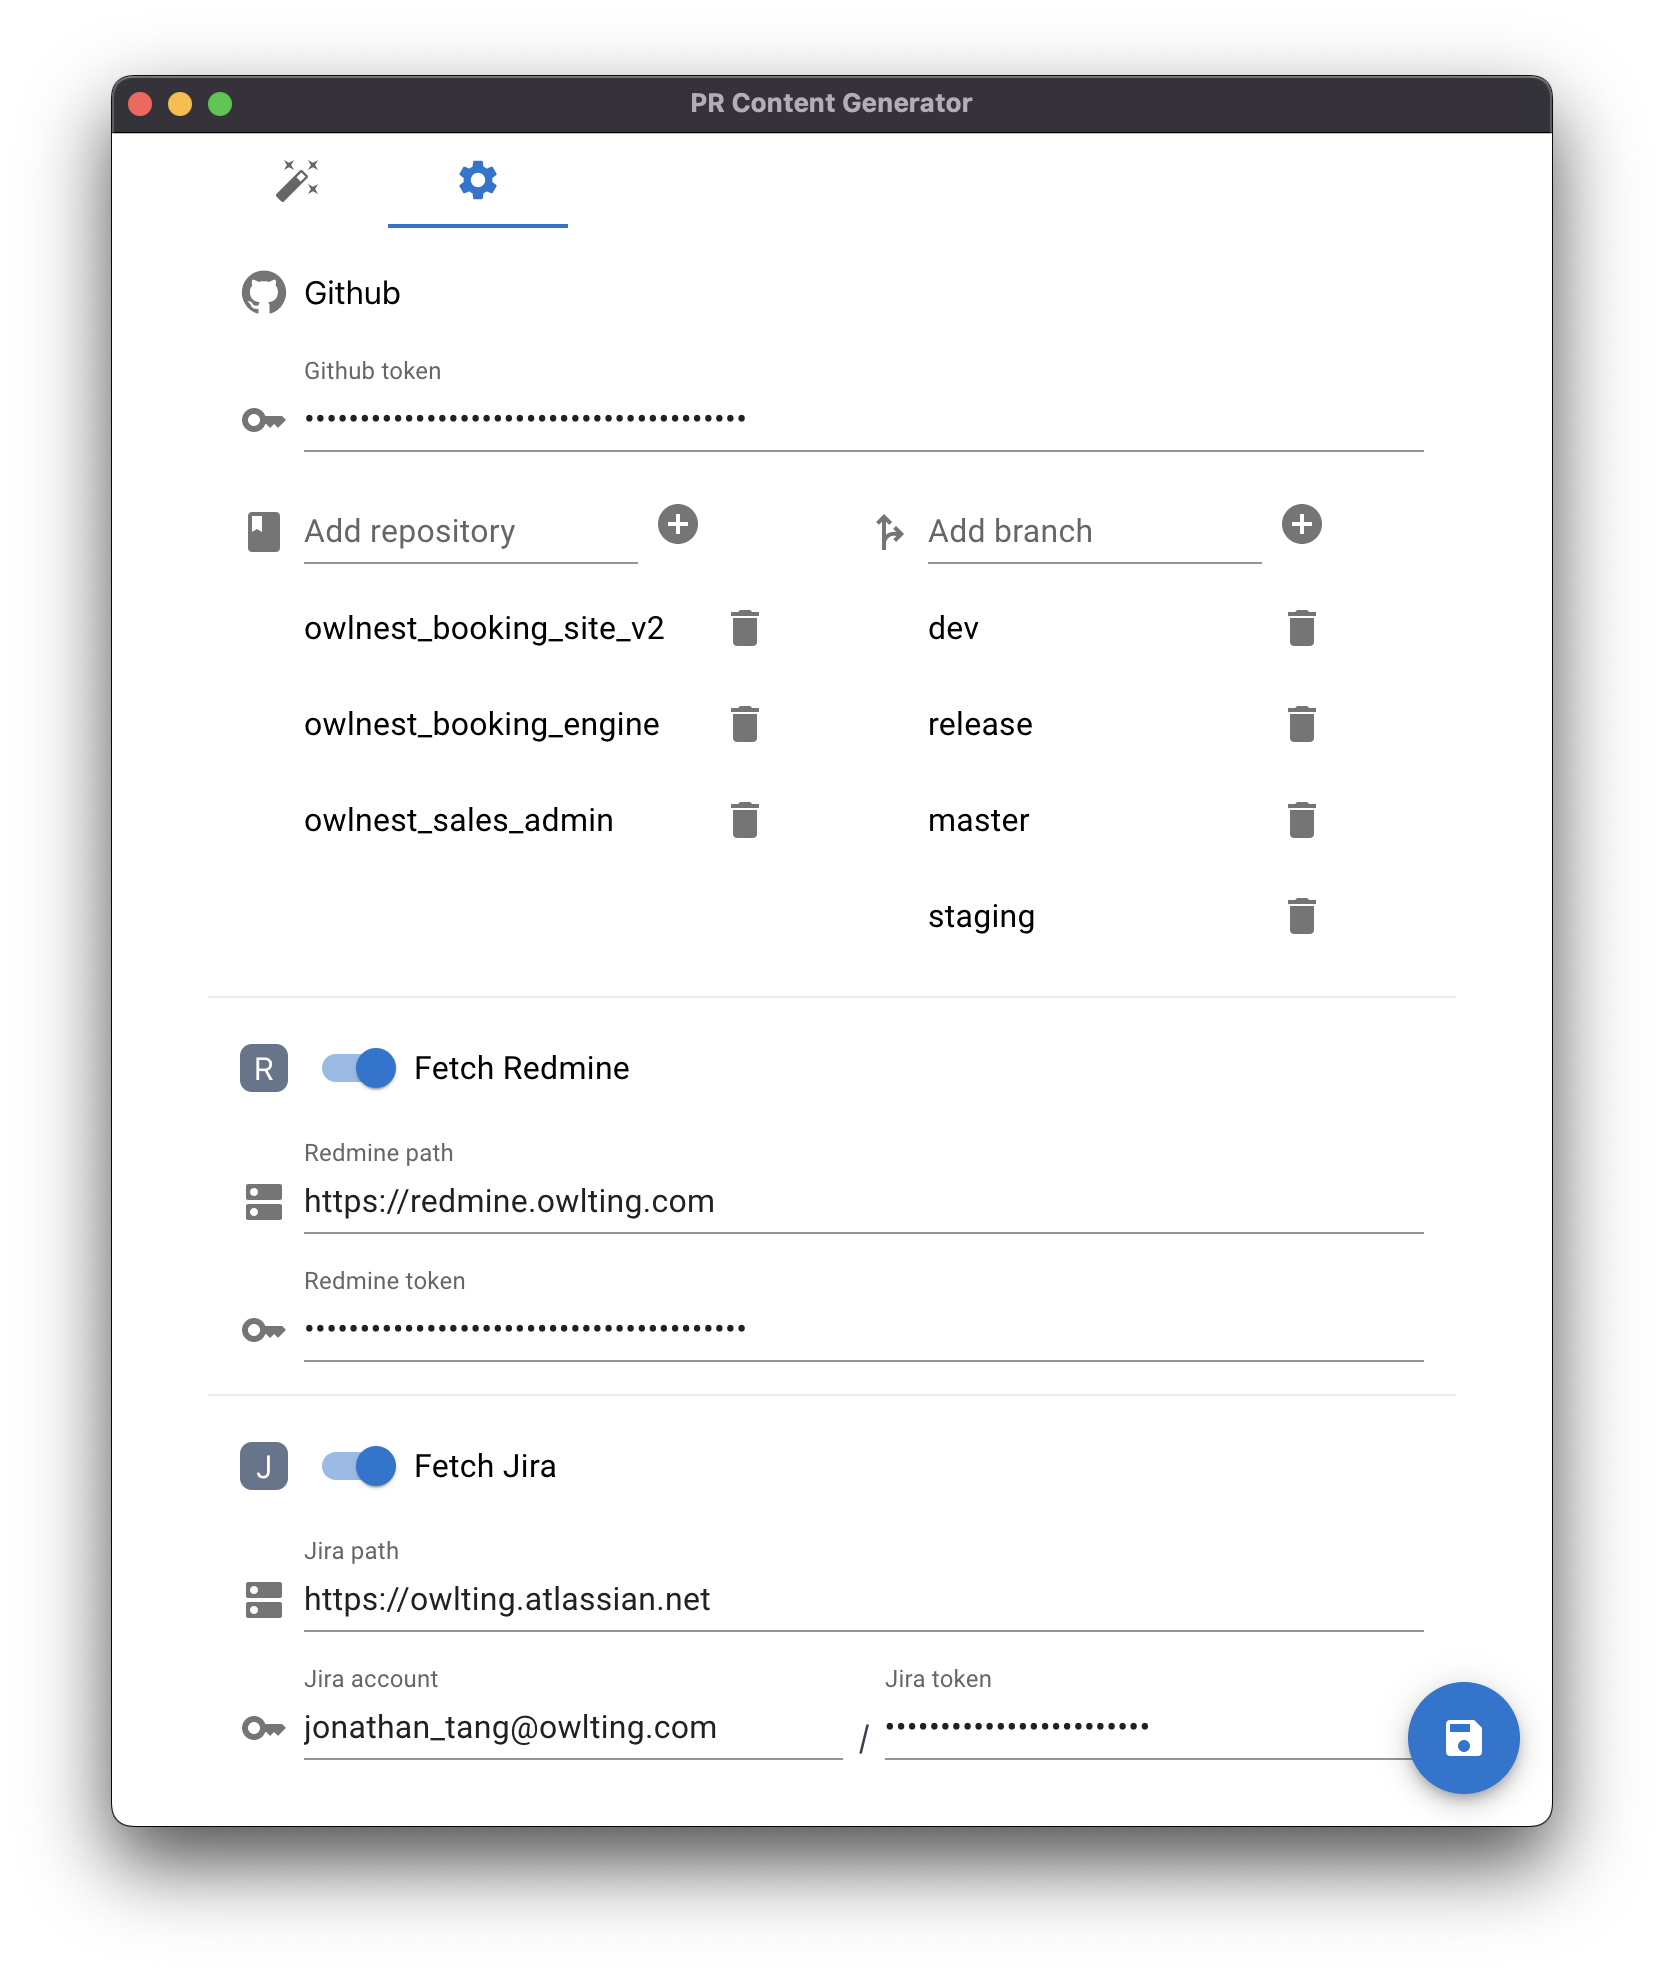 PR Content Generator
Github
Github token
••••••••••••••••••••••••••••••••••••••••
Add repository
Add branch
owlnest_booking_site_v2
dev
owlnest_booking_engine
release
owlnest_sales_admin
master
staging
R Fetch Redmine
Redmine path
https://redmine.owlting.com
Redmine token
••••••••••••••••••••••••••••••••••••••••
J Fetch Jira
Jira path
https://owlting.atlassian.net
Jira account
Jira token
jonathan_tang@owlting.com / ••••••••••••••••••••••••